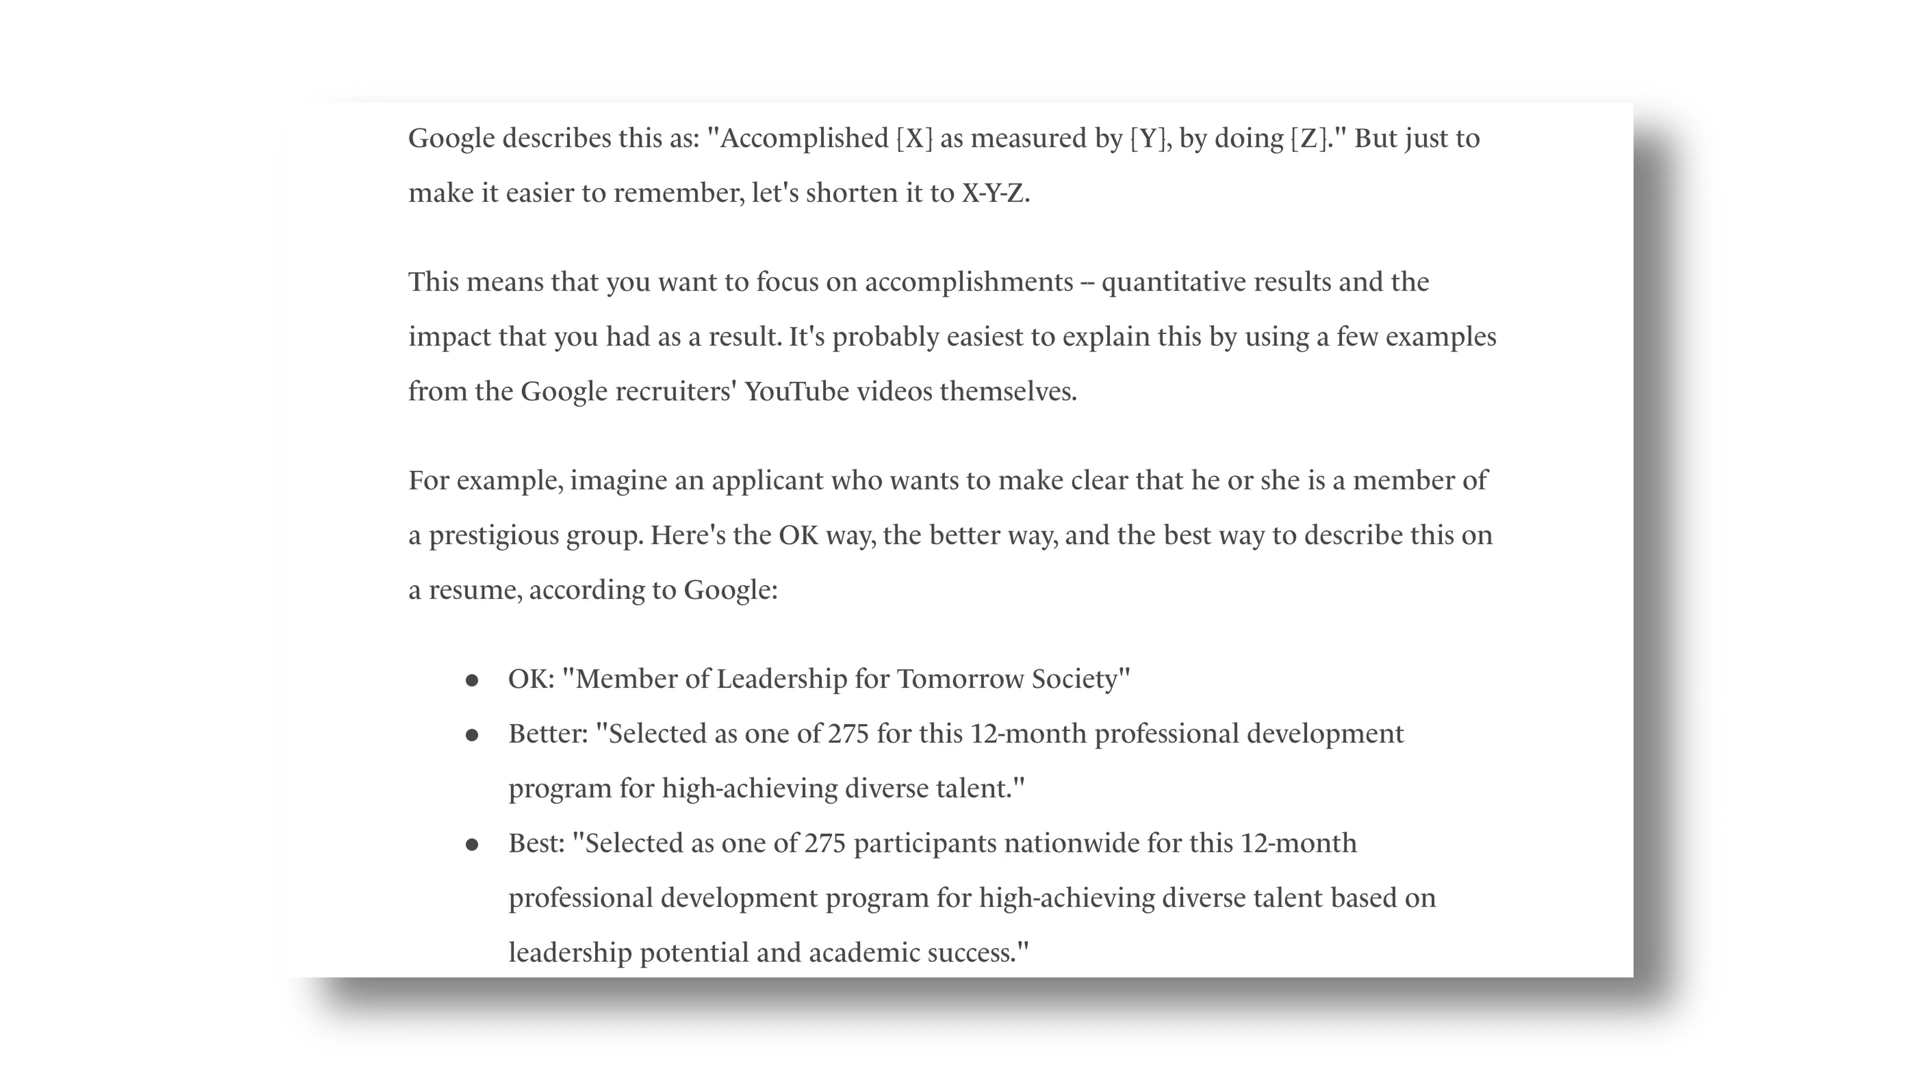 Google describes this as: "Accomplished [X] as measured by [Y], by doing [Z]." But just to
make it easier to remember, let's shorten it to X-Y-Z.
This means that you want to focus on accomplishments -- quantitative results and the
impact that you had as a result. It's probably easiest to explain this by using a few examples
from the Google recruiters' YouTube videos themselves.
For example, imagine an applicant who wants to make clear that he or she is a member of
a prestigious group. Here's the OK way, the better way, and the best way to describe this on
a resume, according to Google:
● OK: "Member of Leadership for Tomorrow Society"
● Better: "Selected as one of 275 for this 12-month professional development
program for high-achieving diverse talent."
● Best: "Selected as one of 275 participants nationwide for this 12-month
professional development program for high-achieving diverse talent based on
leadership potential and academic success."